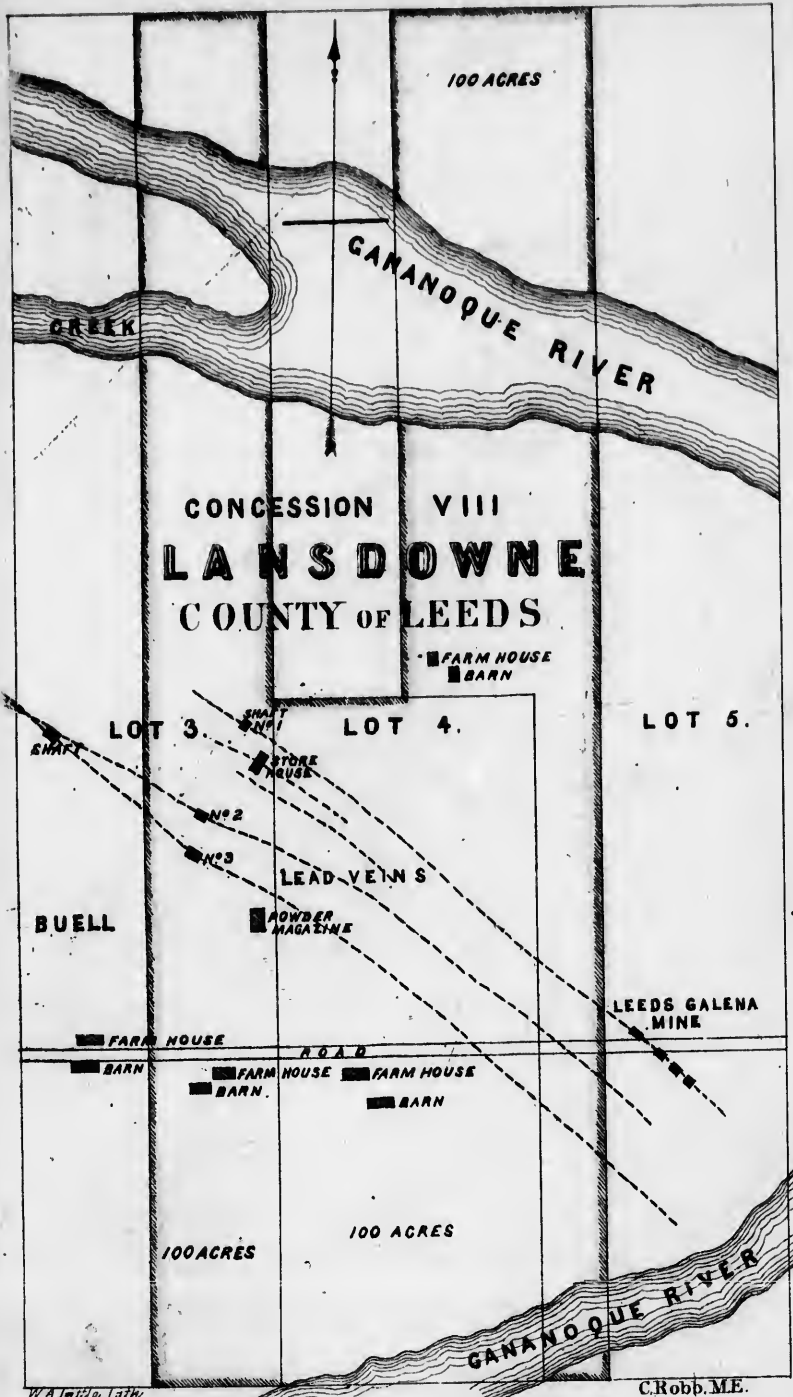 100 ACRES
GANANOQUE RIVER
CREEK
CONCESSION VIII
LANSDOWNE
COUNTY OF LEEDS
FARM HOUSE
BARN
SHAFT
LOT 3.
SHAFT
Nº 1
LOT 4.
LOT 5.
STORE
HOUSE
Nº 2
Nº 3
LEAD VEINS
BUELL
POWDER
MAGAZINE
LEEDS GALENA
MINE
FARM HOUSE
ROAD
BARN
FARM HOUSE
FARM HOUSE
BARN.
BARN
100 ACRES
100 ACRES
GANANOQUE RIVER
C. Robb. M.E.